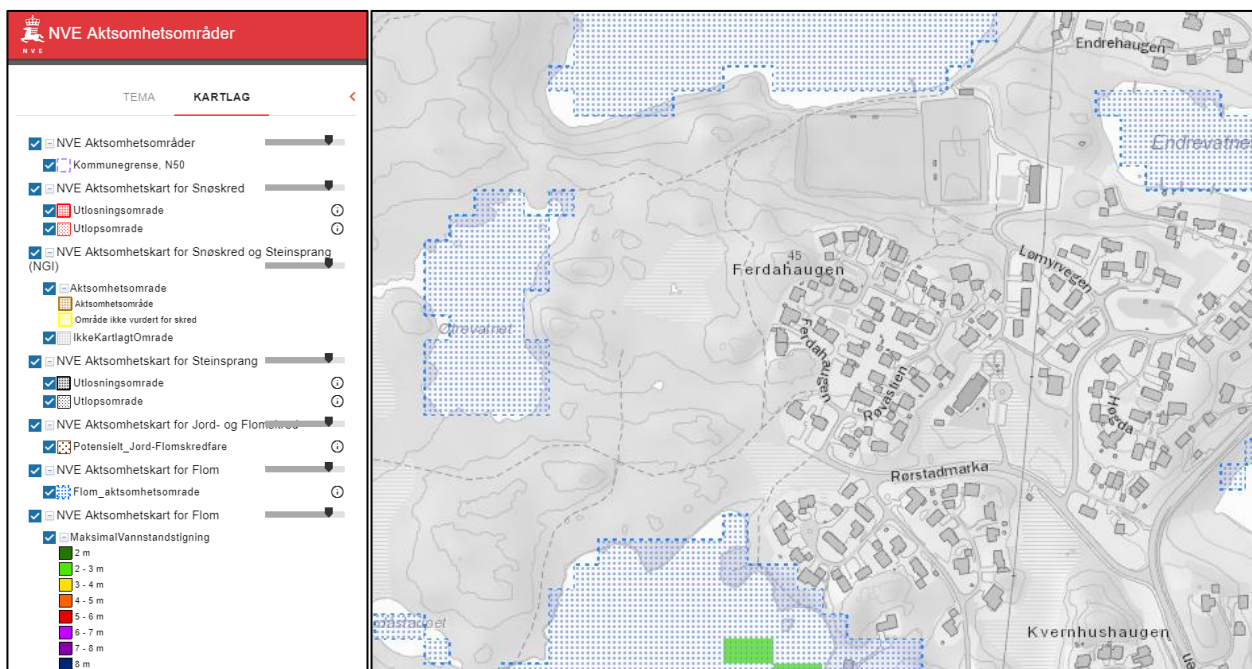 NVE Aktsomhetsområder
NVE
TEMA KARTLAG
NVE Aktsomhetsområder
Kommunegrense, N50
NVE Aktsomhetskart for Snøskred
Utlosningsomrade
Utlopsomrade
NVE Aktsomhetskart for Snøskred og Steinsprang
(NGI)
Aktsomhetsomrade
Aktsomhetsområde
Område ikke vurdert for skred
IkkeKartlagtOmrade
NVE Aktsomhetskart for Steinsprang
Utlosningsomrade
Utlopsomrade
NVE Aktsomhetskart for Jord- og Flomskred
Potensielt_Jord-Flomskredfare
NVE Aktsomhetskart for Flom
Flom_aktsomhetsomrade
NVE Aktsomhetskart for Flom
MaksimalVannstandstigning
2 m
2 - 3 m
3 - 4 m
4 - 5 m
5 - 6 m
6 - 7 m
7 - 8 m
8 m
Endrehaugen
Endrevatnet
45
Ferdahaugen
Lømyrvegen
Ferdahaugen
Røvastien
Høgda
Rørstadmarka
Kvernhushaugen